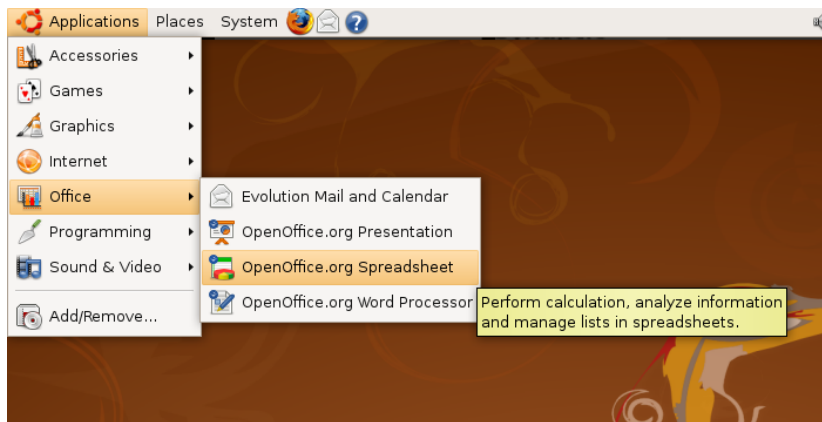 Applications Places System
Accessories
Games
Graphics
Internet
Office
Programming
Sound & Video
Add/Remove...
Evolution Mail and Calendar
OpenOffice.org Presentation
OpenOffice.org Spreadsheet
OpenOffice.org Word Processor
Perform calculation, analyze information
and manage lists in spreadsheets.